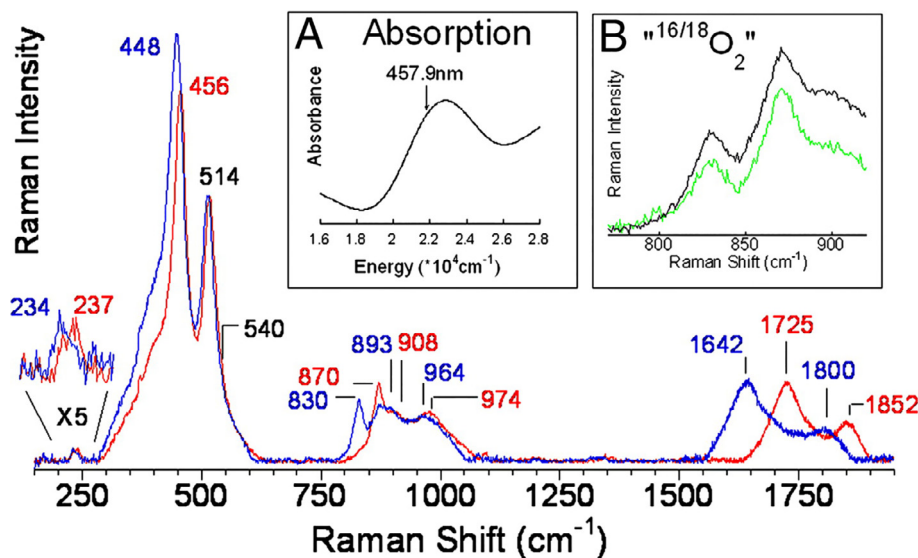 Raman Intensity
448
456
514
540
234
237
X5
893
908
870
830
964
974
1642
1725
1800
1852
250
500
750
1000
1250
1500
1750
Raman Shift (cm⁻¹)
A Absorption
457.9nm
Absorbance
1.6 2 2.2 2.4 2.6 2.8
Energy (*10⁴cm⁻¹)
B "¹⁶/¹⁸O₂"
Raman Intensity
800 850 900
Raman Shift (cm⁻¹)